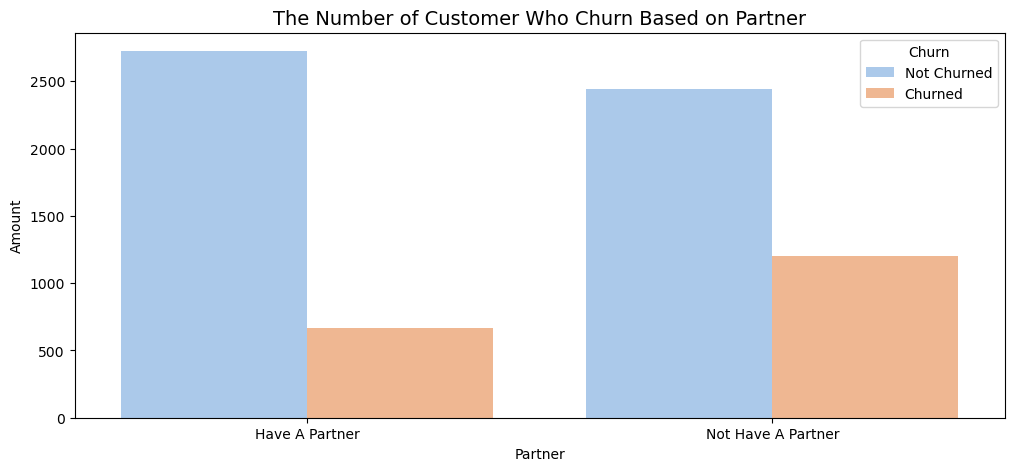 The Number of Customer Who Churn Based on Partner
Churn
Not Churned
Churned
Amount
2500
2000
1500
1000
500
0
Have A Partner
Not Have A Partner
Partner